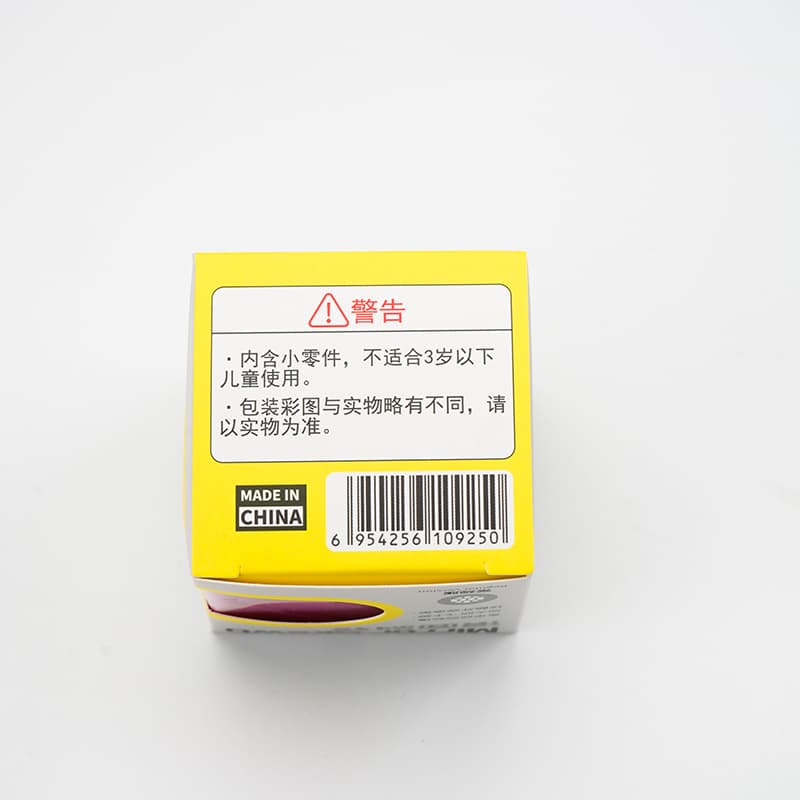 警告
·内含小零件，不适合3岁以下
儿童使用。
·包装彩图与实物略有不同，请
以实物为准。
MADE IN
CHINA
6 954256 109250